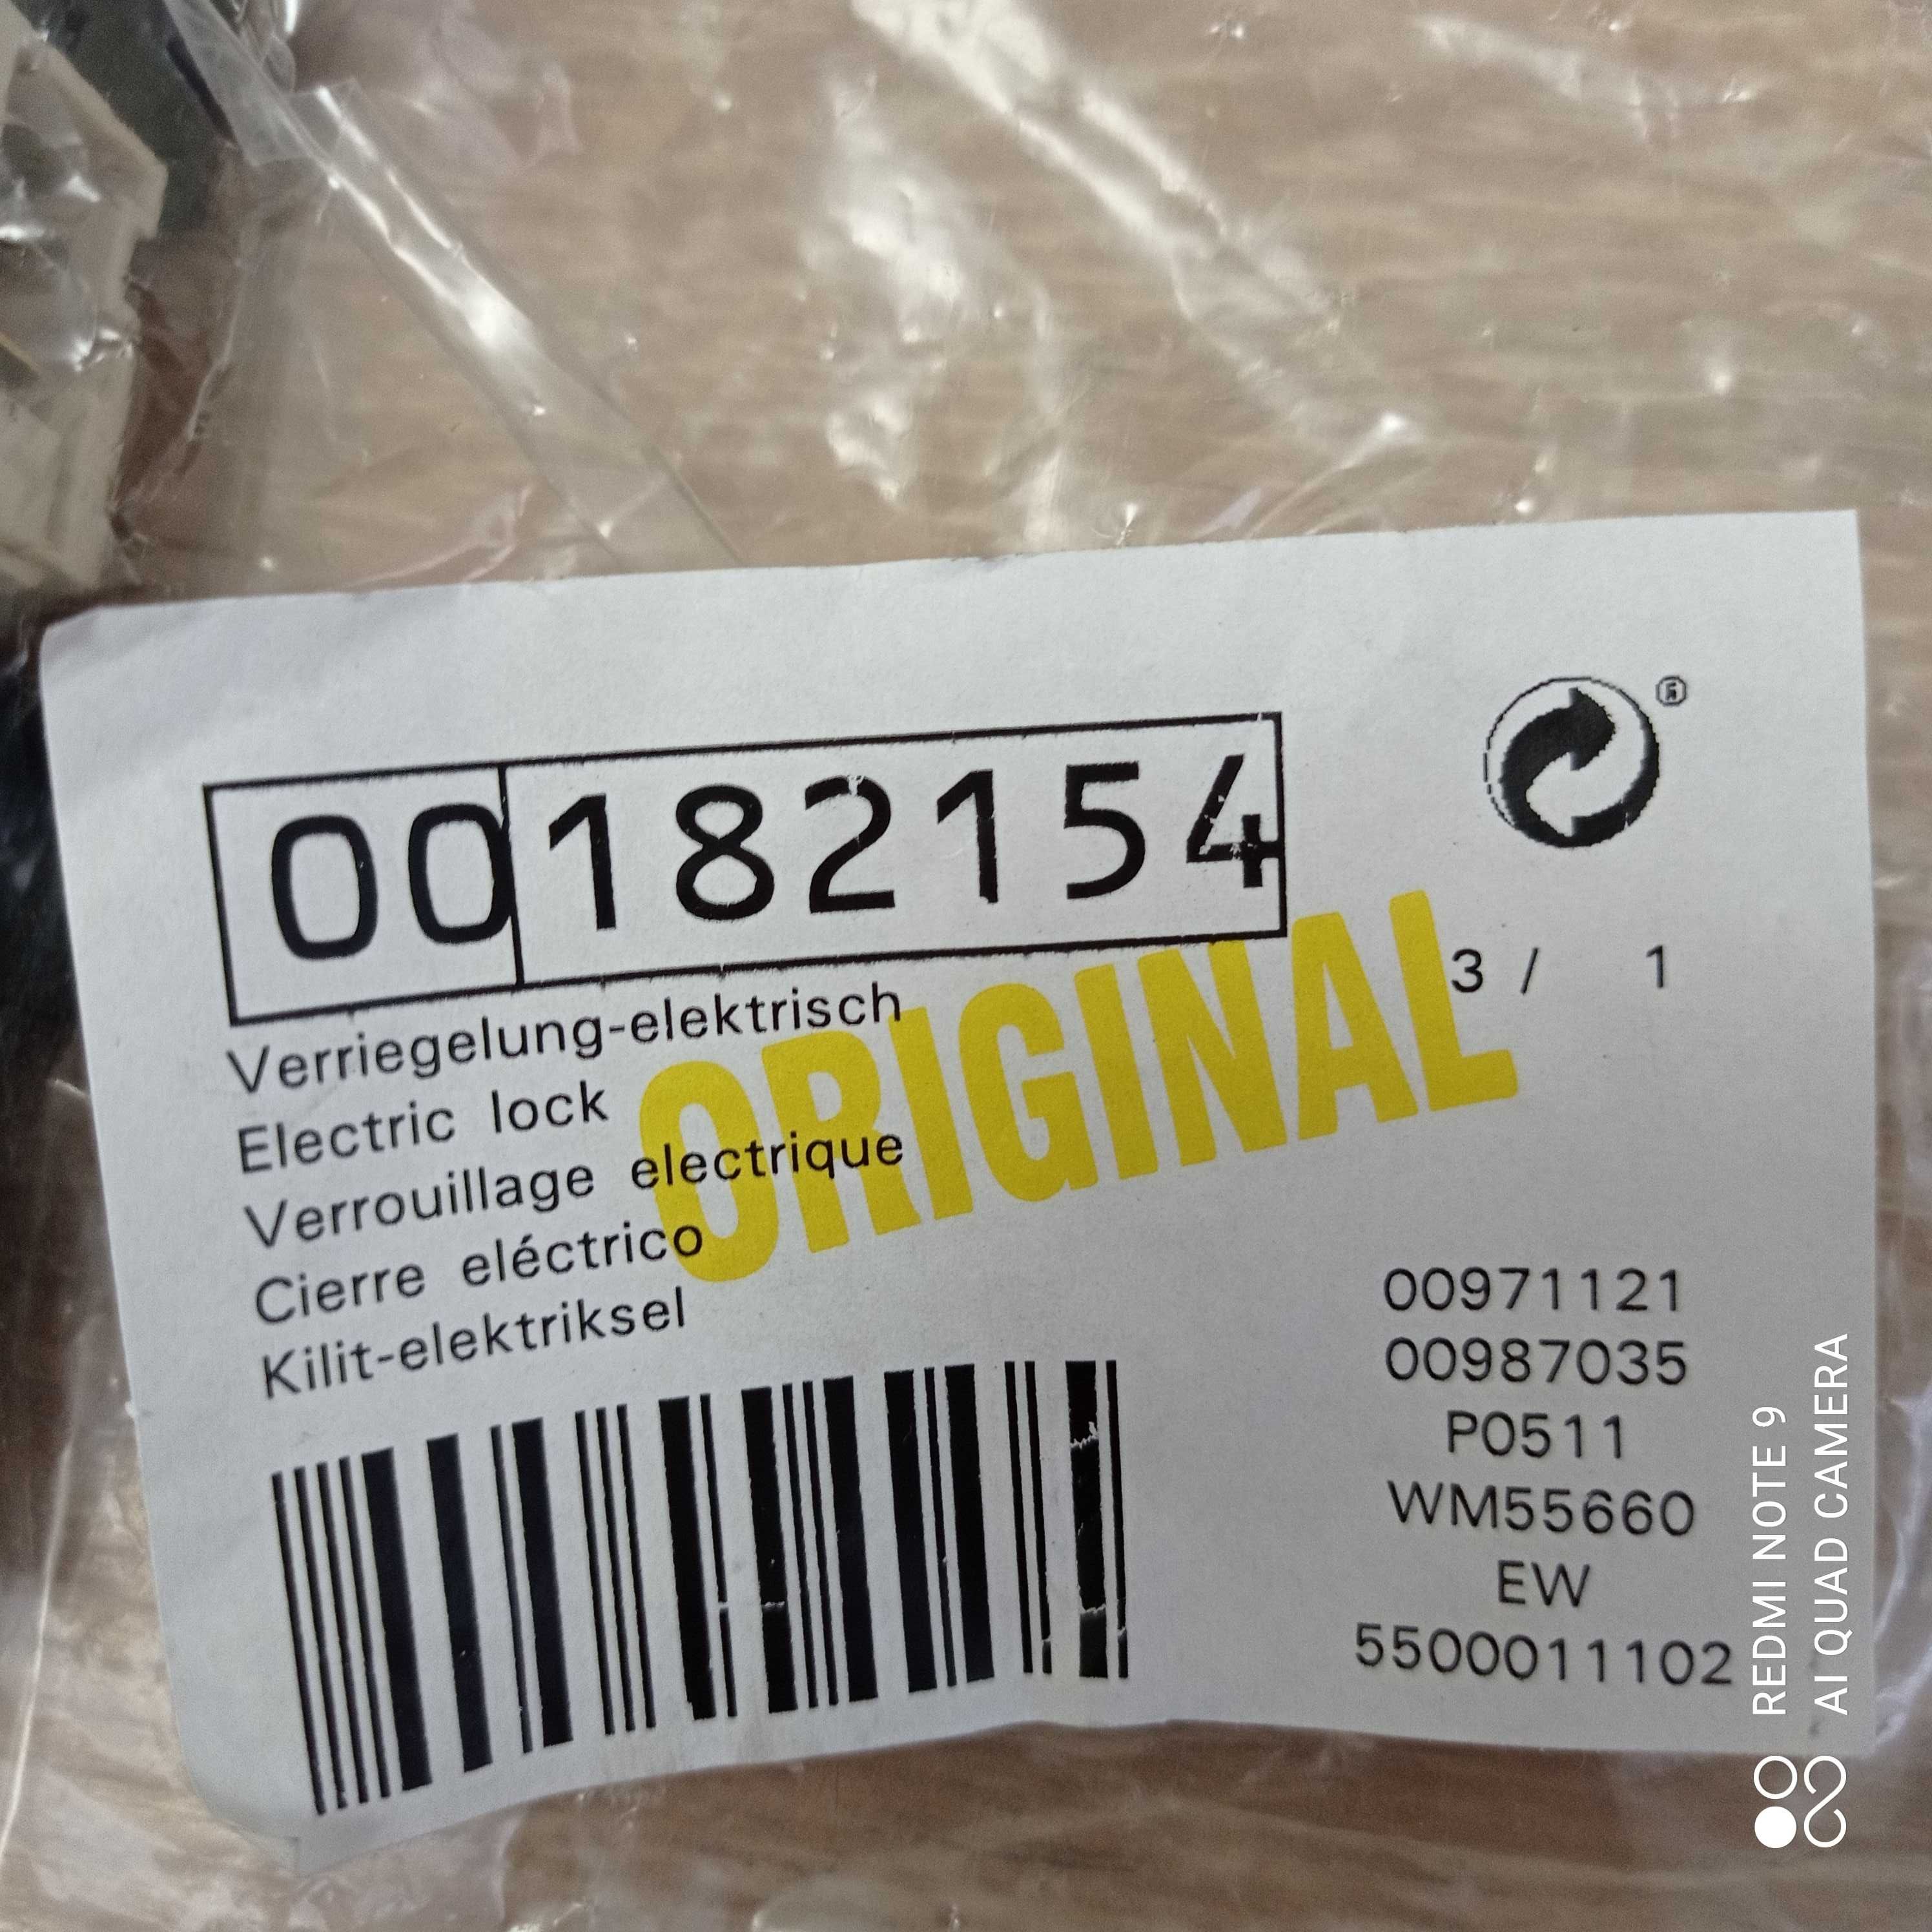 00182154
®
3 / 1
ORIGINAL
Verriegelung-elektrisch
Electric lock
Verrouillage electrique
Cierre eléctrico
Kilit-elektriksel
00971121
00987035
P0511
WM55660
EW
5500011102
REDMI NOTE 9
AI QUAD CAMERA